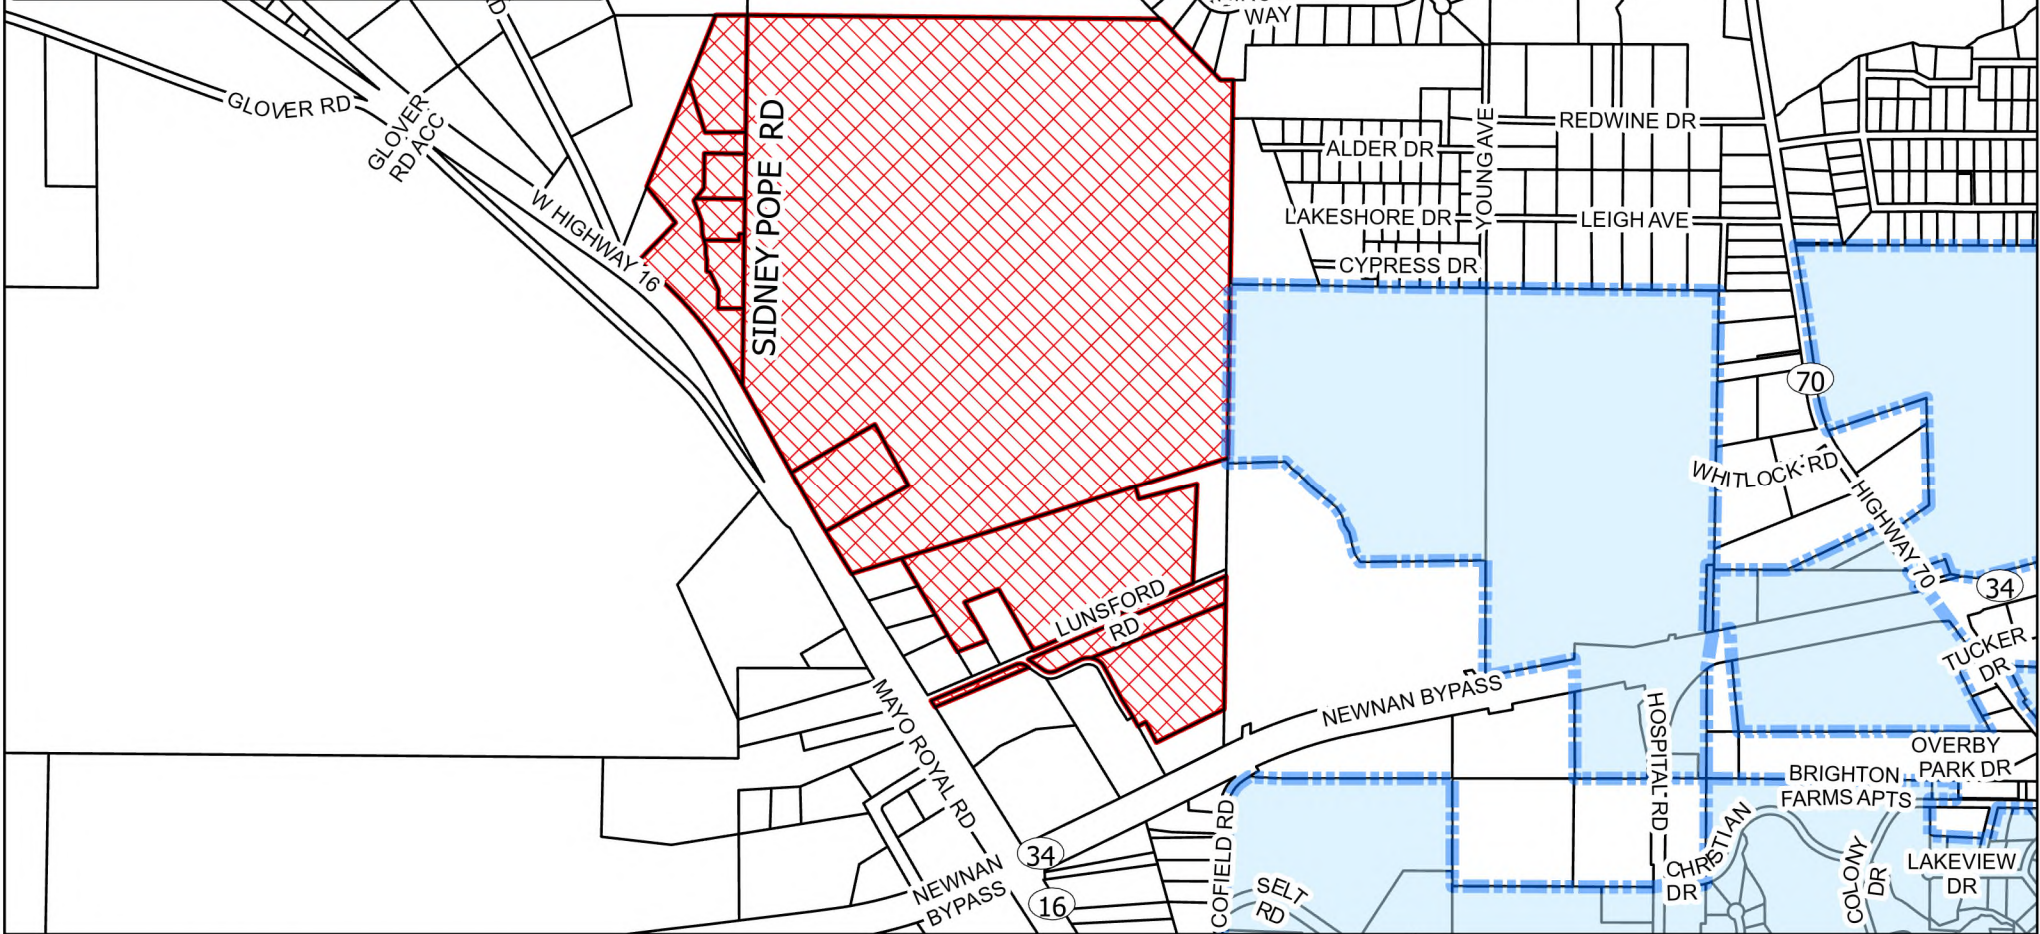 WAY
GLOVER RD
GLOVER
RD ACC
W HIGHWAY 16
SIDNEY POPE RD
REDWINE DR
ALDER DR
YOUNG AVE
LAKESHORE DR
LEIGH AVE
CYPRESS DR
70
WHITLOCK RD
HIGHWAY 70
34
LUNSFORD
RD
TUCKER
DR
NEWNAN BYPASS
MAYO ROYAL RD
HOSPITAL RD
OVERBY
PARK DR
BRIGHTON
FARMS APTS
COFIELD RD
CHRISTIAN
DR
COLONY
DR
LAKEVIEW
DR
34
NEWNAN
BYPASS
16
SELT
RD